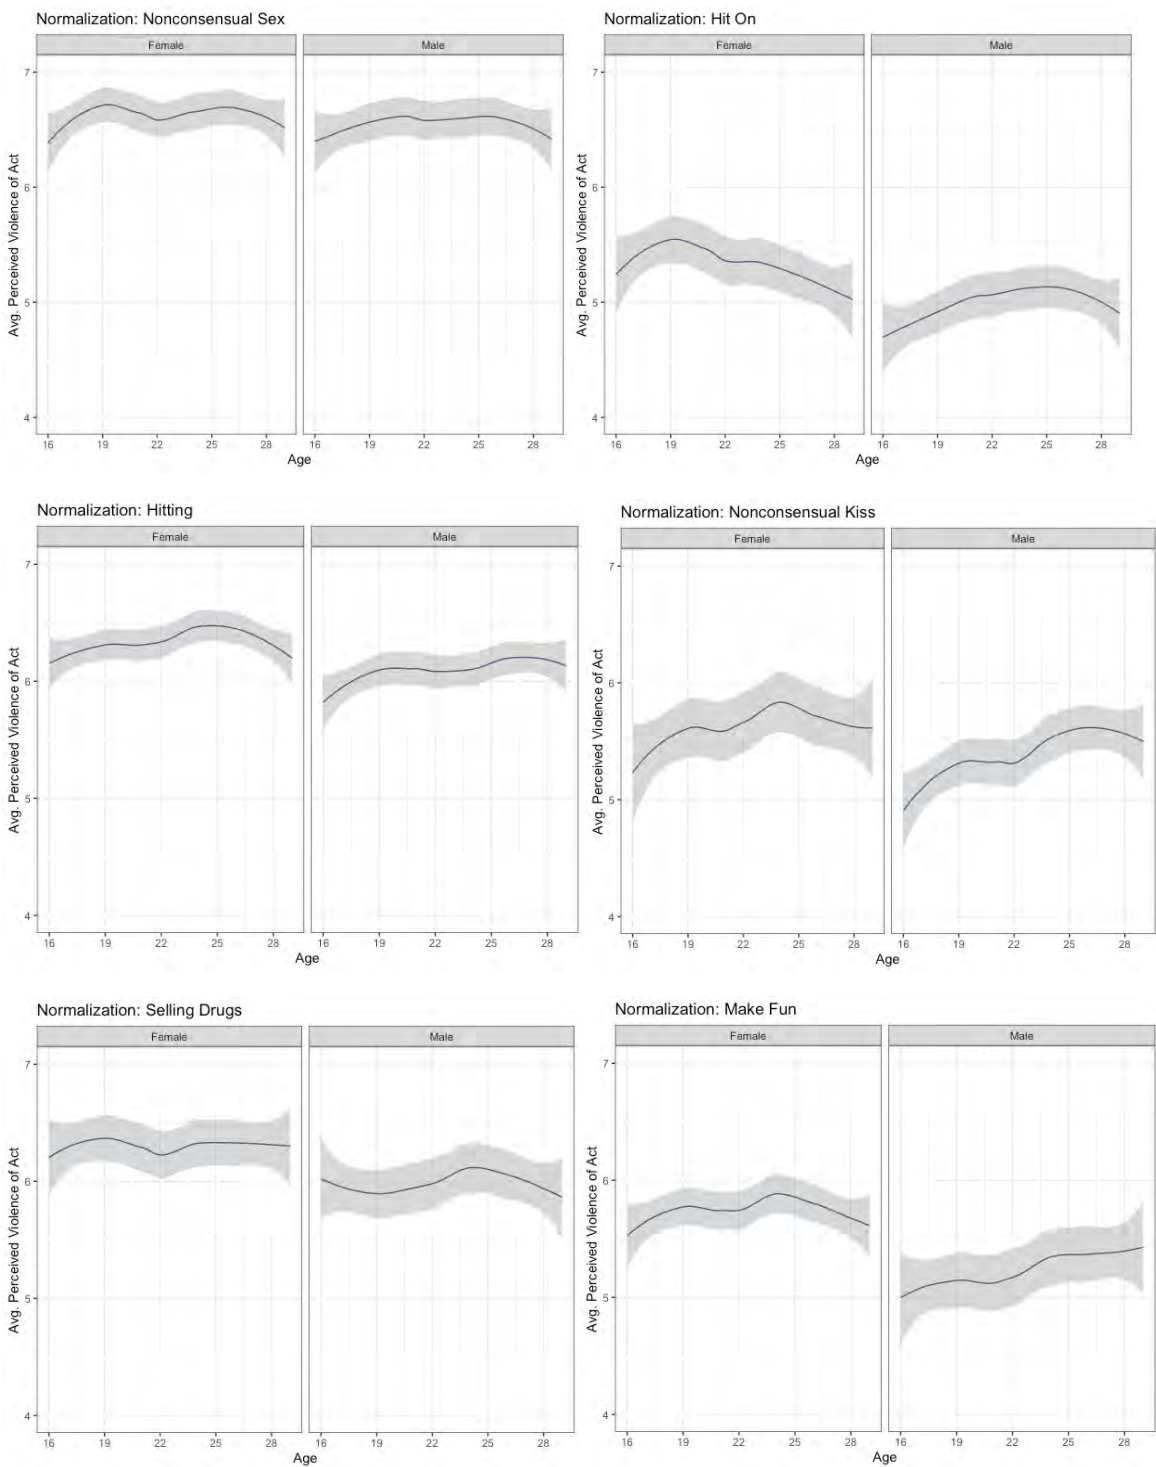 Normalization: Nonconsensual Sex
Female
Male
Avg. Perceived Violence of Act
7
6
5
4
16
19
22
25
28
16
19
22
25
28
Age
Normalization: Hit On
Female
Male
Avg. Perceived Violence of Act
7
6
5
4
16
19
22
25
28
16
19
22
25
28
Age
Normalization: Hitting
Female
Male
Avg. Perceived Violence of Act
7
6
5
4
16
19
22
25
28
16
19
22
25
28
Age
Normalization: Nonconsensual Kiss
Female
Male
Avg. Perceived Violence of Act
7
6
5
4
16
19
22
25
28
16
19
22
25
28
Age
Normalization: Selling Drugs
Female
Male
Avg. Perceived Violence of Act
7
6
5
4
16
19
22
25
28
16
19
22
25
28
Age
Normalization: Make Fun
Female
Male
Avg. Perceived Violence of Act
7
6
5
4
16
19
22
25
28
16
19
22
25
28
Age